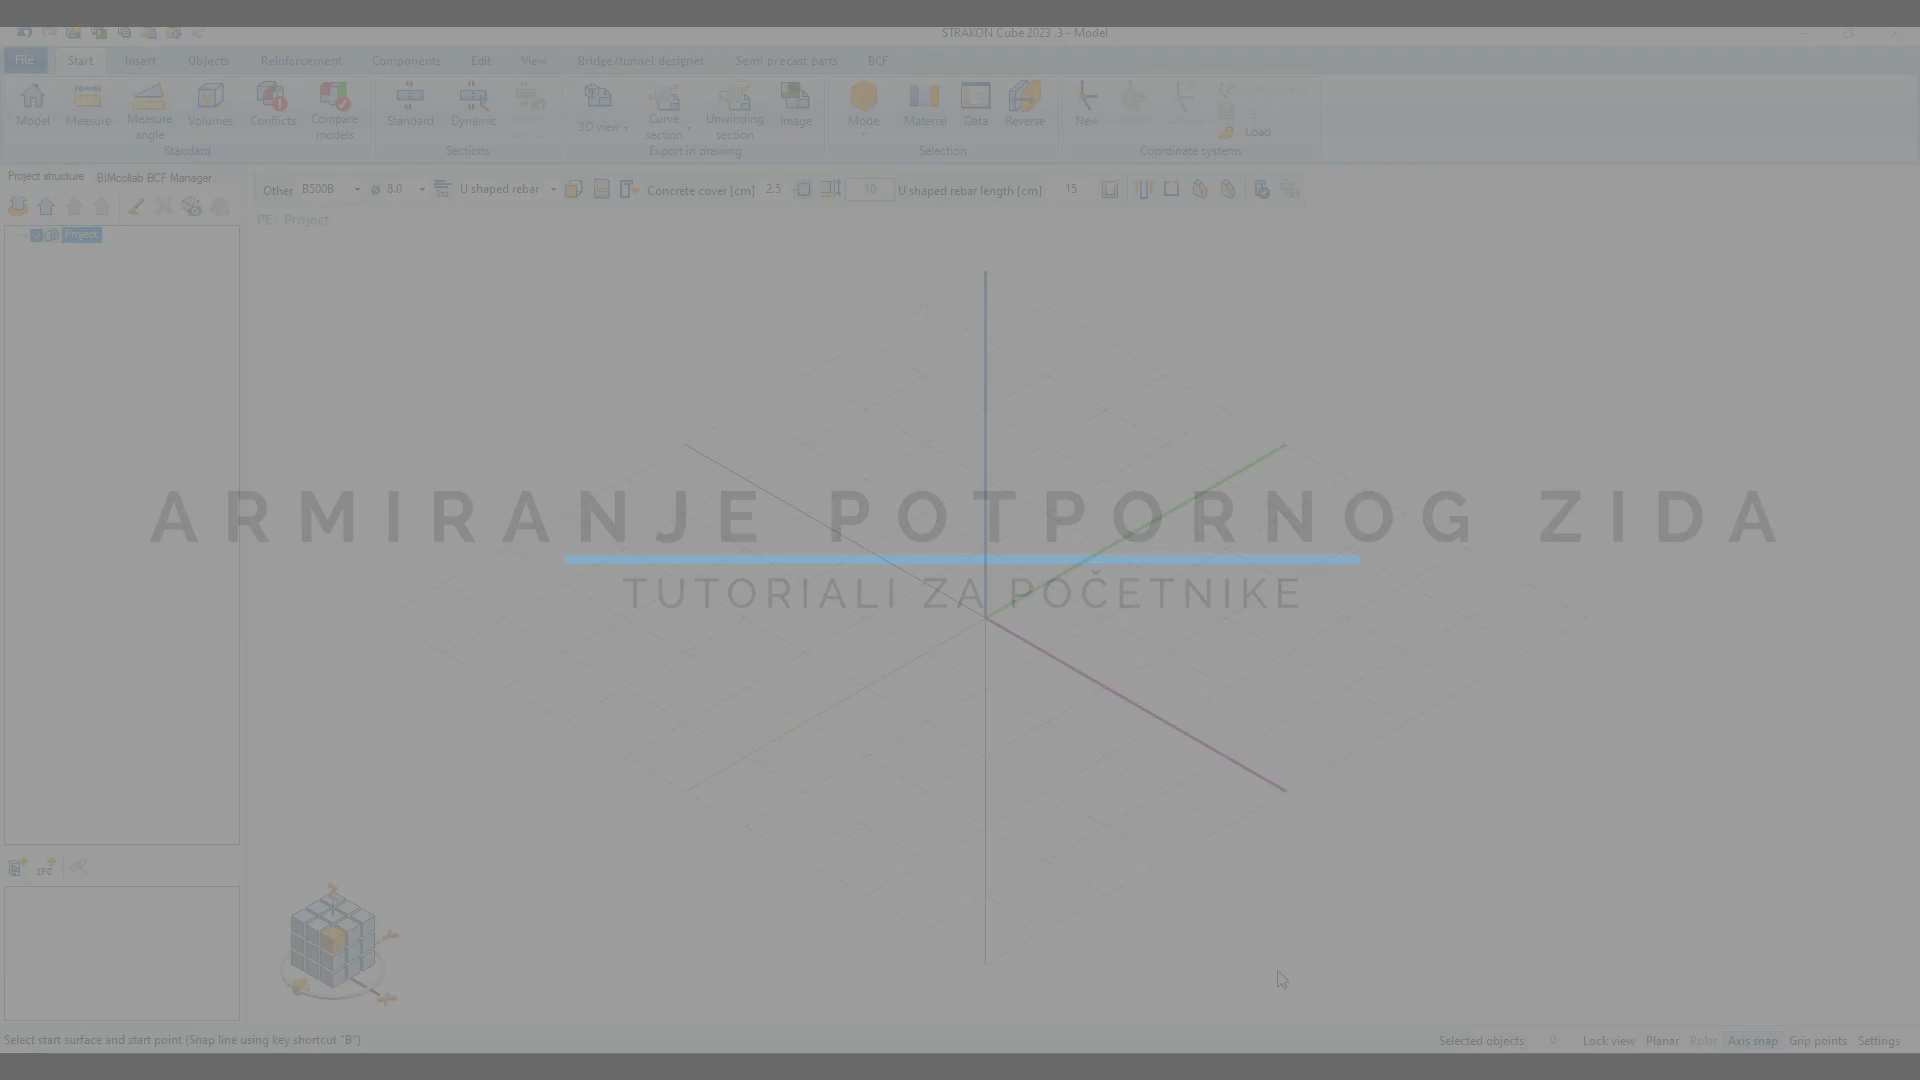 STRAKON Cube 2023 .3 - Model
File Start Insert Objects Reinforcement Components Edit View Bridge/tunnel designer Semi precast parts BCF
Model Measure Measure angle Volumes Conflicts Compare models Standard Dynamic 3D view Curve section Unwinding section Image Mode Material Data Reverse New Load
Standard Sections Export in drawing Selection Coordinate systems
Project structure BIMcollab BCF Manager
Other B500B ø 8.0 U shaped rebar Concrete cover [cm] 2.5 10 U shaped rebar length [cm] 15
PE: Project
Project
ARMIRANJE POTPORNOG ZIDA
TUTORIALI ZA POČETNIKE
IFC
Select start surface and start point (Snap line using key shortcut "B")
Selected objects 0 Lock view Planar Polar Axis snap Grip points Settings